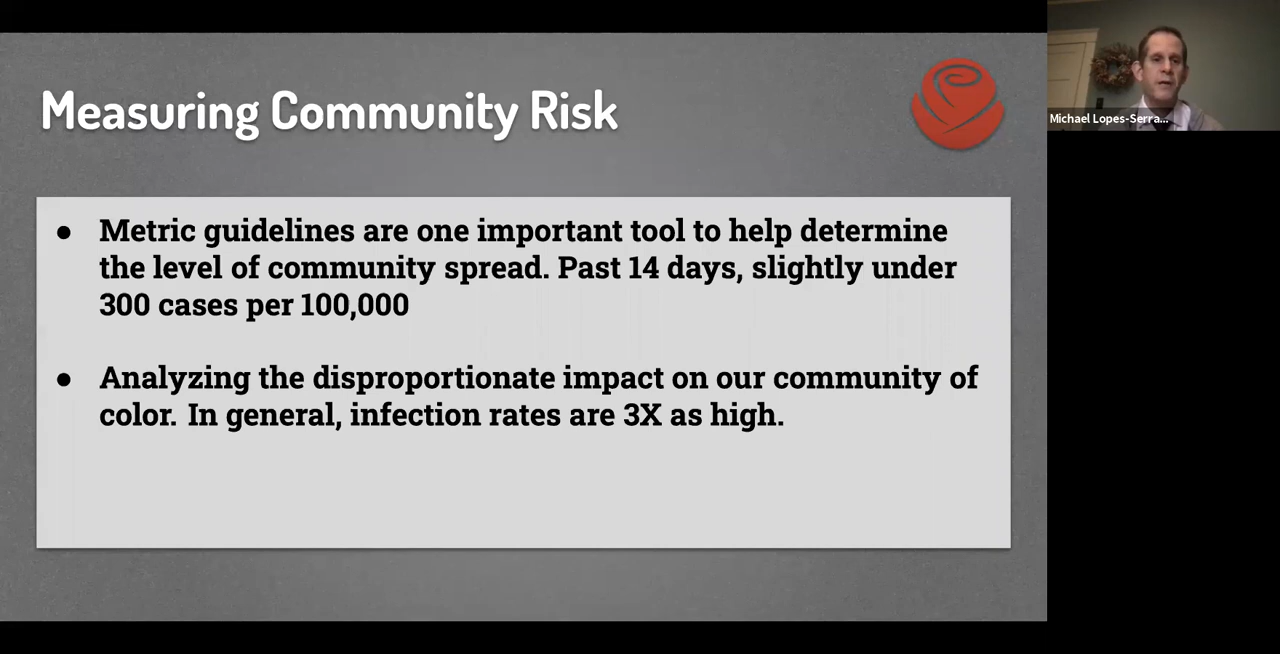 Measuring Community Risk
Michael Lopes-Serra...
● Metric guidelines are one important tool to help determine
the level of community spread. Past 14 days, slightly under
300 cases per 100,000
● Analyzing the disproportionate impact on our community of
color. In general, infection rates are 3X as high.